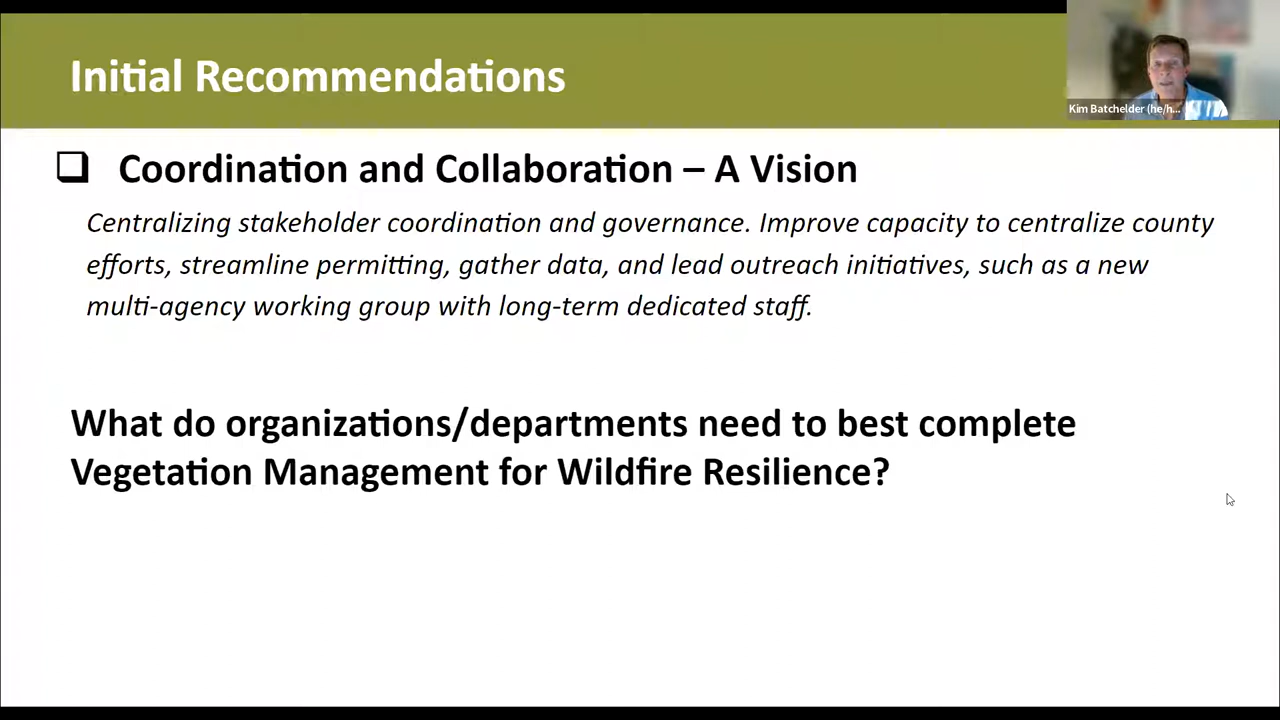 Initial Recommendations
Kim Batchelder (he/h...
❑ Coordination and Collaboration – A Vision
Centralizing stakeholder coordination and governance. Improve capacity to centralize county
efforts, streamline permitting, gather data, and lead outreach initiatives, such as a new
multi-agency working group with long-term dedicated staff.
What do organizations/departments need to best complete
Vegetation Management for Wildfire Resilience?